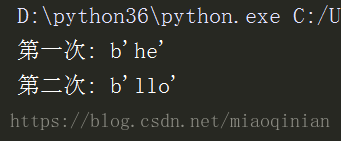 D:\python36\python.exe C:/U
第一次: b'he'
第二次: b'llo'
https://blog.csdn.net/miaoqinian